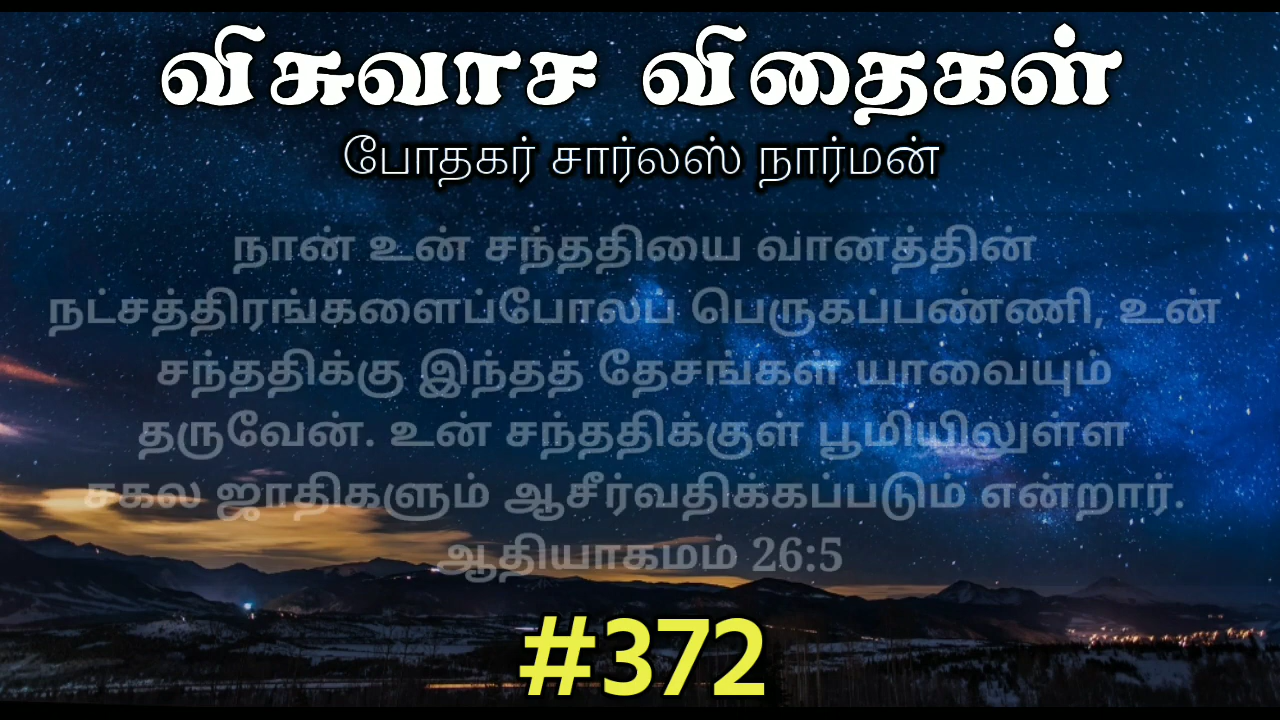 விசுவாச விதைகள்
போதகர் சார்லஸ் நார்மன்
நான் உன் சந்ததியை வானத்தின்
நட்சத்திரங்களைப்போலப் பெருகப்பண்ணி, உன்
சந்ததிக்கு இந்தத் தேசங்கள் யாவையும்
தருவேன். உன் சந்ததிக்குள் பூமியிலுள்ள
சகல ஜாதிகளும் ஆசீர்வதிக்கப்படும் என்றார்.
ஆதியாகமம் 26:5
#372